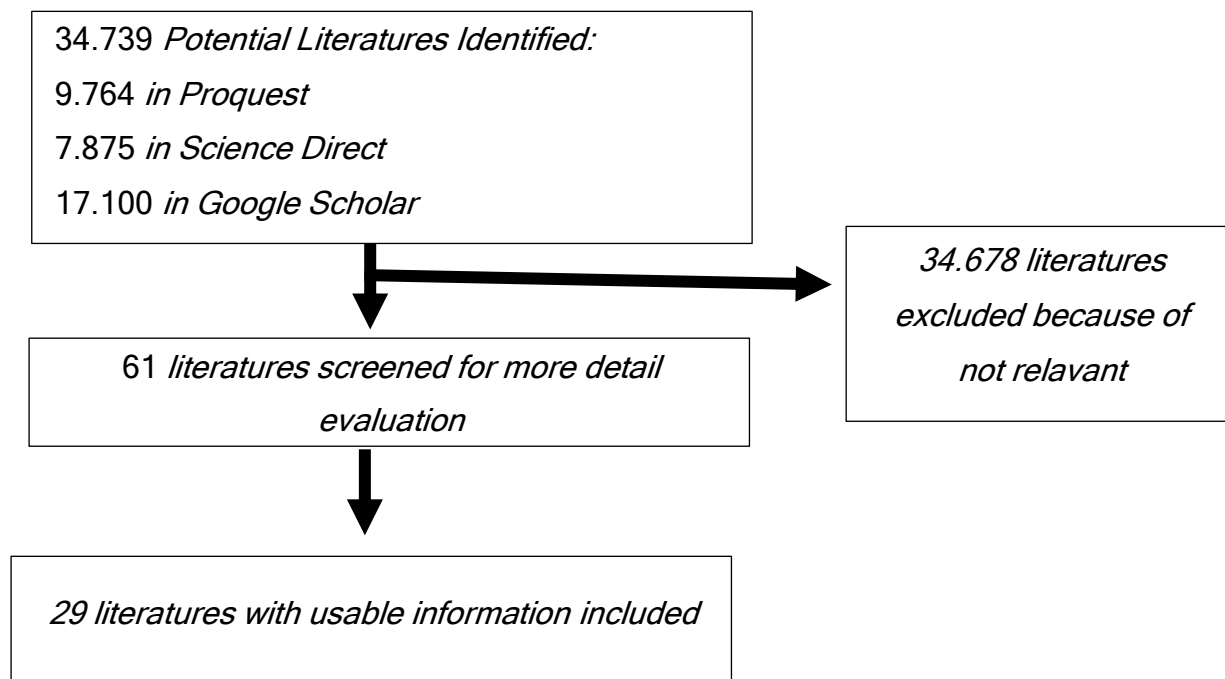 34.739 Potential Literatures Identified:
9.764 in Proquest
7.875 in Science Direct
17.100 in Google Scholar
34.678 literatures
excluded because of
not relavant
61 literatures screened for more detail
evaluation
29 literatures with usable information included